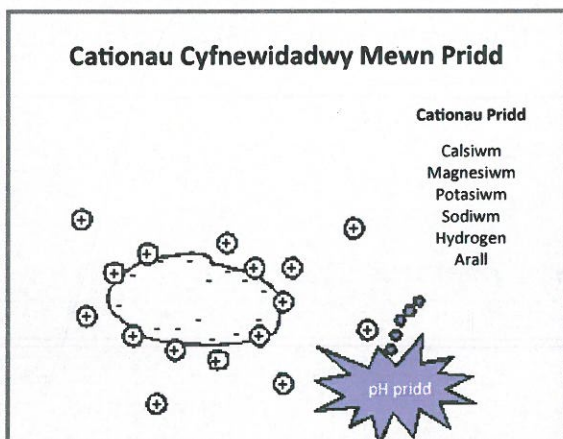 Cationau Cyfnewidadwy Mewn Pridd
Cationau Pridd
Calsiwm
Magnesiwm
Potasiwm
Sodiwm
Hydrogen
Arall
pH pridd